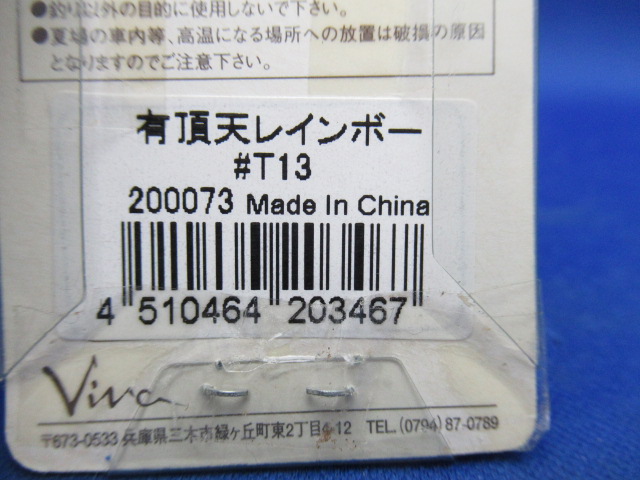 ●釣り以外の目的に使用しないで下さい。
●夏場の車内等、高温になる場所への放置は破損の原因
となりますのでご注意下さい。
有頂天レインボー
#T13
200073 Made In China
4 510464 203467
Viva
〒673-0533 兵庫県三木市緑ヶ丘町東2丁目4-12 TEL.(0794)87-0789